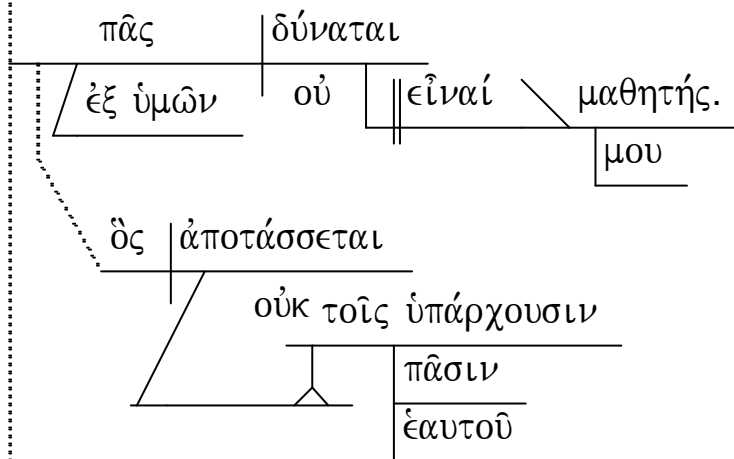 πᾶς δύναται
ἐξ ὑμῶν οὐ εἶναί μαθητής.
μου
ὃς ἀποτάσσεται
οὐκ τοῖς ὑπάρχουσιν
πᾶσιν
ἑαυτοῦ